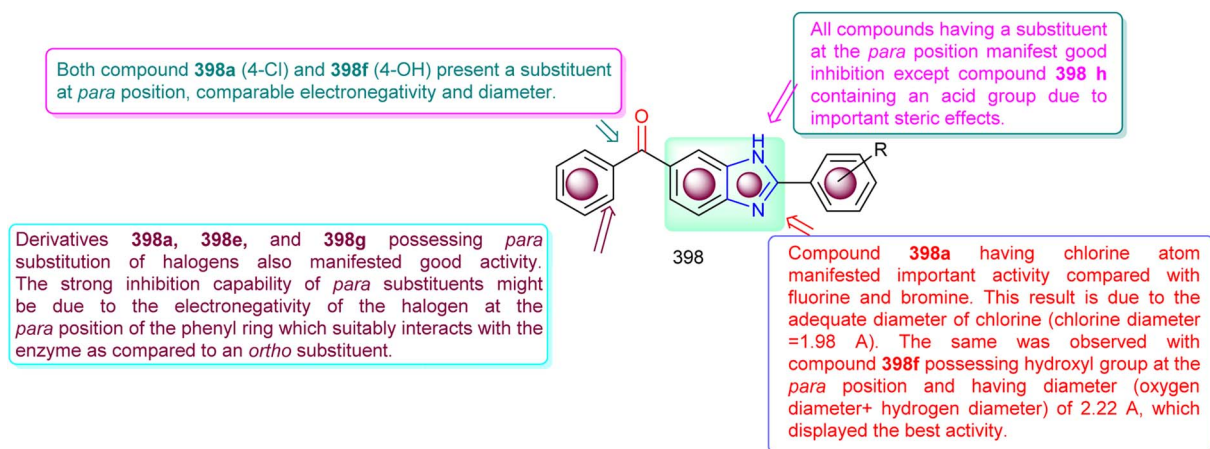 Both compound 398a (4-Cl) and 398f (4-OH) present a substituent
at para position, comparable electronegativity and diameter.
All compounds having a substituent
at the para position manifest good
inhibition except compound 398 h
containing an acid group due to
important steric effects.
O
H
N
R
N
398
Derivatives 398a, 398e, and 398g possessing para
substitution of halogens also manifested good activity.
The strong inhibition capability of para substituents might
be due to the electronegativity of the halogen at the
para position of the phenyl ring which suitably interacts with the
enzyme as compared to an ortho substituent.
Compound 398a having chlorine atom
manifested important activity compared with
fluorine and bromine. This result is due to the
adequate diameter of chlorine (chlorine diameter
=1.98 A). The same was observed with
compound 398f possessing hydroxyl group at the
para position and having diameter (oxygen
diameter+ hydrogen diameter) of 2.22 A, which
displayed the best activity.